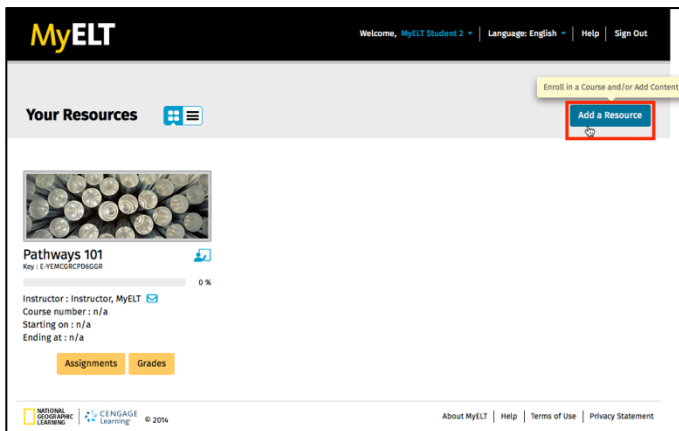 MyELT
Welcome, MyELT Student 2 | Language: English | Help | Sign Out
Enroll in a Course and/or Add Content
Your Resources
Add a Resource
Pathways 101
Key : E-YEMCGRCPD6GGR
0 %
Instructor : Instructor, MyELT
Course number : n/a
Starting on : n/a
Ending at : n/a
Assignments Grades
NATIONAL
GEOGRAPHIC
LEARNING
CENGAGE
Learning
© 2014
About MyELT | Help | Terms of Use | Privacy Statement